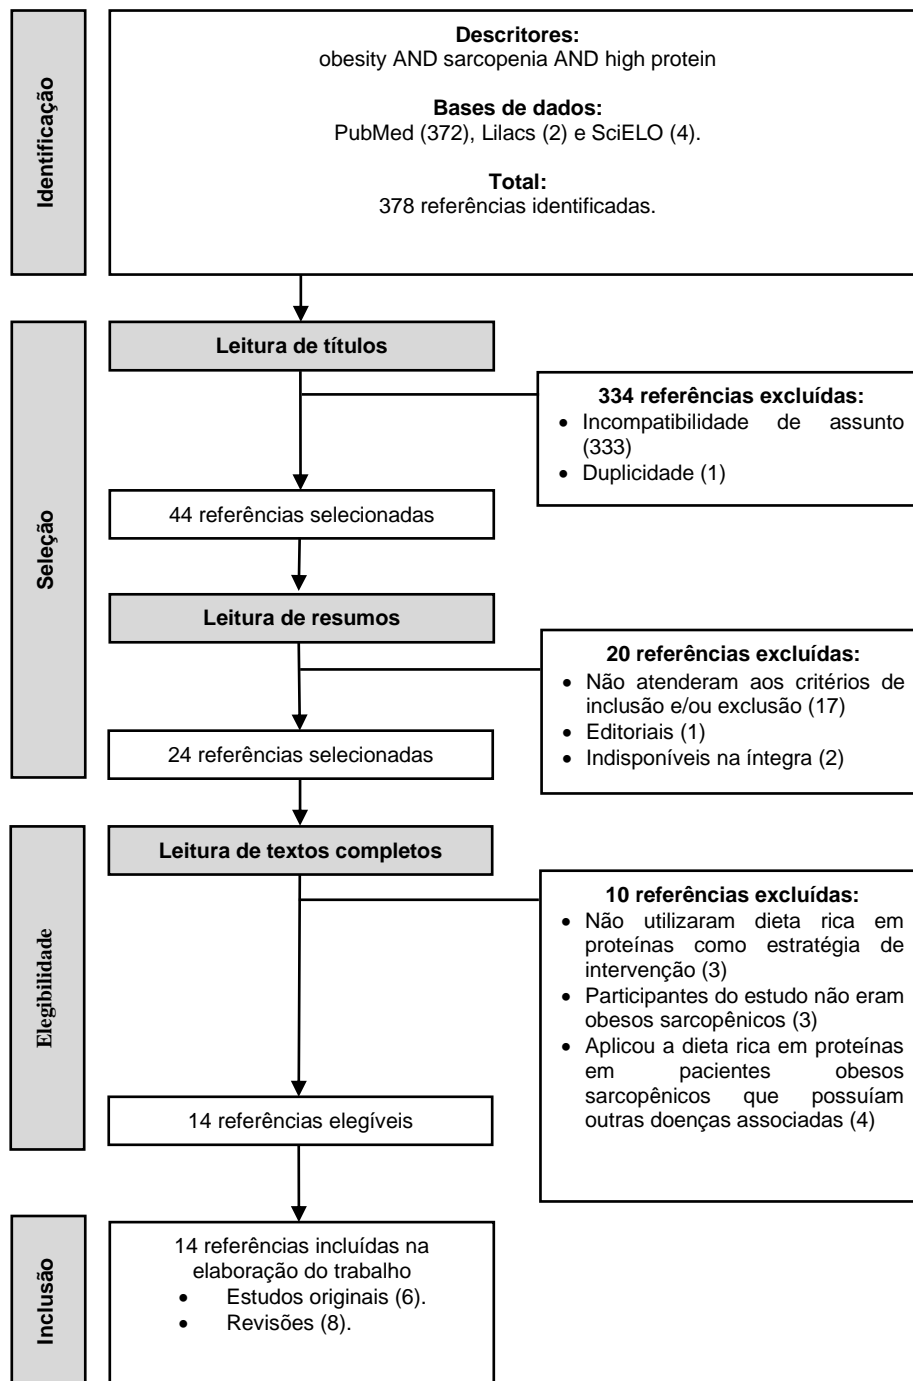 Identificação
Descritores:
obesity AND sarcopenia AND high protein
Bases de dados:
PubMed (372), Lilacs (2) e SciELO (4).
Total:
378 referências identificadas.
Seleção
Leitura de títulos
334 referências excluídas:
• Incompatibilidade de assunto
(333)
• Duplicidade (1)
44 referências selecionadas
Leitura de resumos
20 referências excluídas:
• Não atenderam aos critérios de
inclusão e/ou exclusão (17)
• Editoriais (1)
• Indisponíveis na íntegra (2)
24 referências selecionadas
Elegibilidade
Leitura de textos completos
10 referências excluídas:
• Não utilizaram dieta rica em
proteínas como estratégia de
intervenção (3)
• Participantes do estudo não eram
obesos sarcopênicos (3)
• Aplicou a dieta rica em proteínas
em pacientes obesos
sarcopênicos que possuíam
outras doenças associadas (4)
14 referências elegíveis
Inclusão
14 referências incluídas na
elaboração do trabalho
• Estudos originais (6).
• Revisões (8).